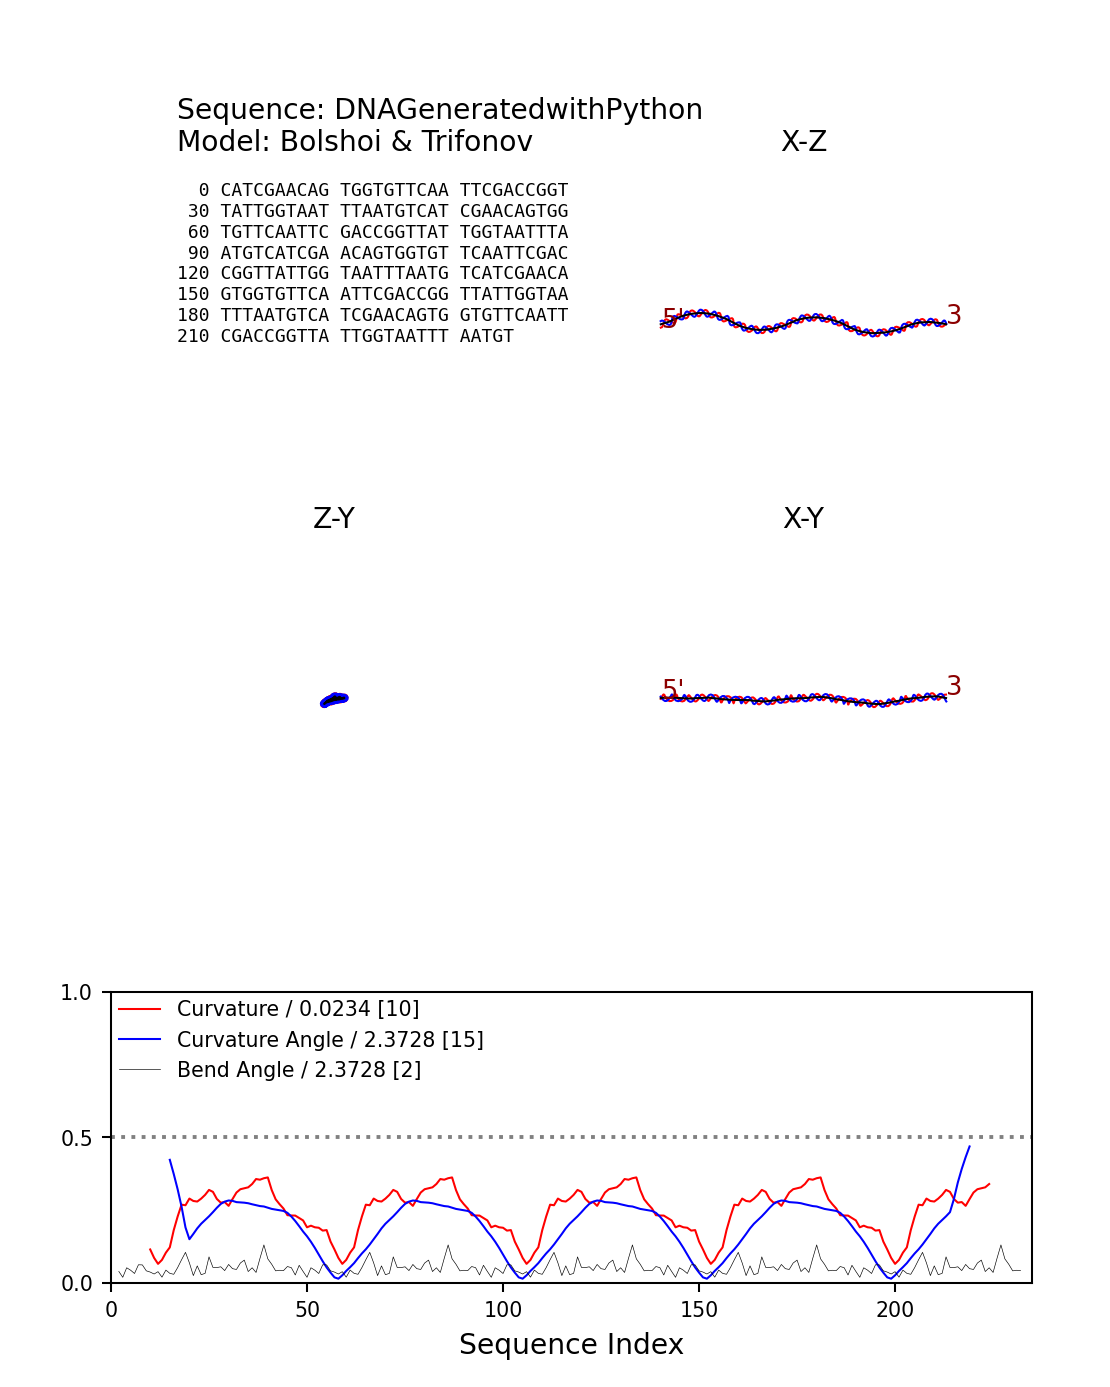 Sequence: DNAGeneratedwithPython
Model: Bolshoi & Trifonov
X-Z
0 CATCGAACAG TGGTGTTCAA TTCGACCGGT
30 TATTGGTAAT TTAATGTCAT CGAACAGTGG
60 TGTTCAATTC GACCGGTTAT TGGTAATTTA
90 ATGTCATCGA ACAGTGGTGT TCAATTCGAC
120 CGGTTATTGG TAATTTAATG TCATCGAACA
150 GTGGTGTTCA ATTCGACCGG TTATTGGTAA
180 TTTAATGTCA TCGAACAGTG GTGTTCAATT
210 CGACCGGTTA TTGGTAATTT AATGT
5'
3
Z-Y
X-Y
5'
3
1.0
0.5
0.0
Curvature / 0.0234 [10]
Curvature Angle / 2.3728 [15]
Bend Angle / 2.3728 [2]
0 50 100 150 200
Sequence Index